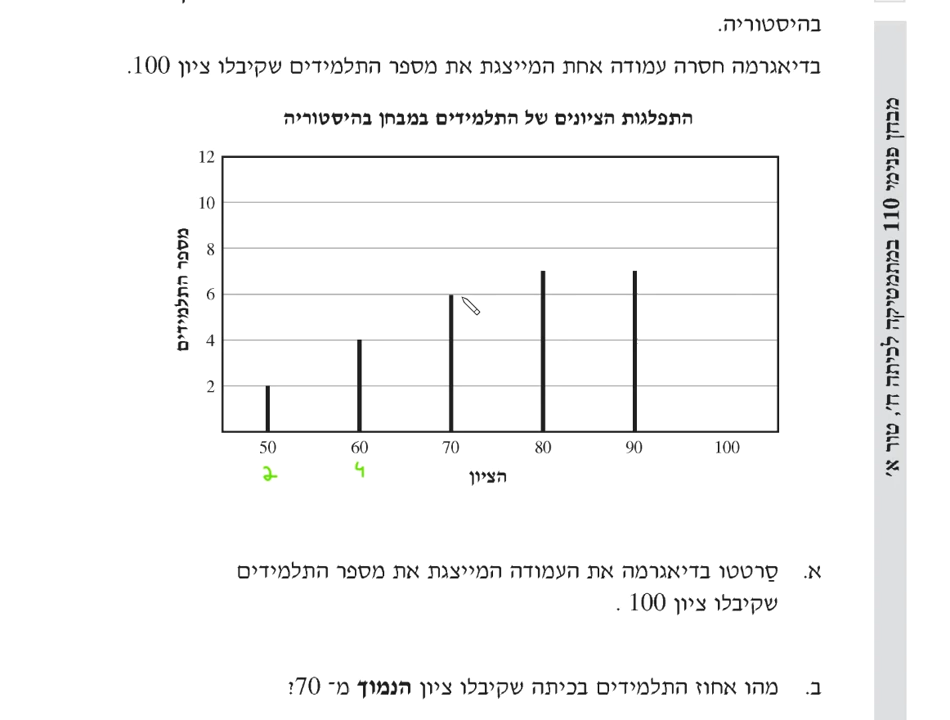 בהיסטוריה.
בדיאגרמה חסרה עמודה אחת המייצגת את מספר התלמידים שקיבלו ציון 100.
התפלגות הציונים של התלמידים במבחן בהיסטוריה
12
10
8
6
4
2
מספר התלמידים
50 60 70 80 90 100
2 4
הציון
א. סַרטטו בדיאגרמה את העמודה המייצגת את מספר התלמידים
שקיבלו ציון 100 .
ב. מהו אחוז התלמידים בכיתה שקיבלו ציון הנמוך מ־ 70?
מבחן פנימי 110 במתמטיקה לכיתה ח', טור א'